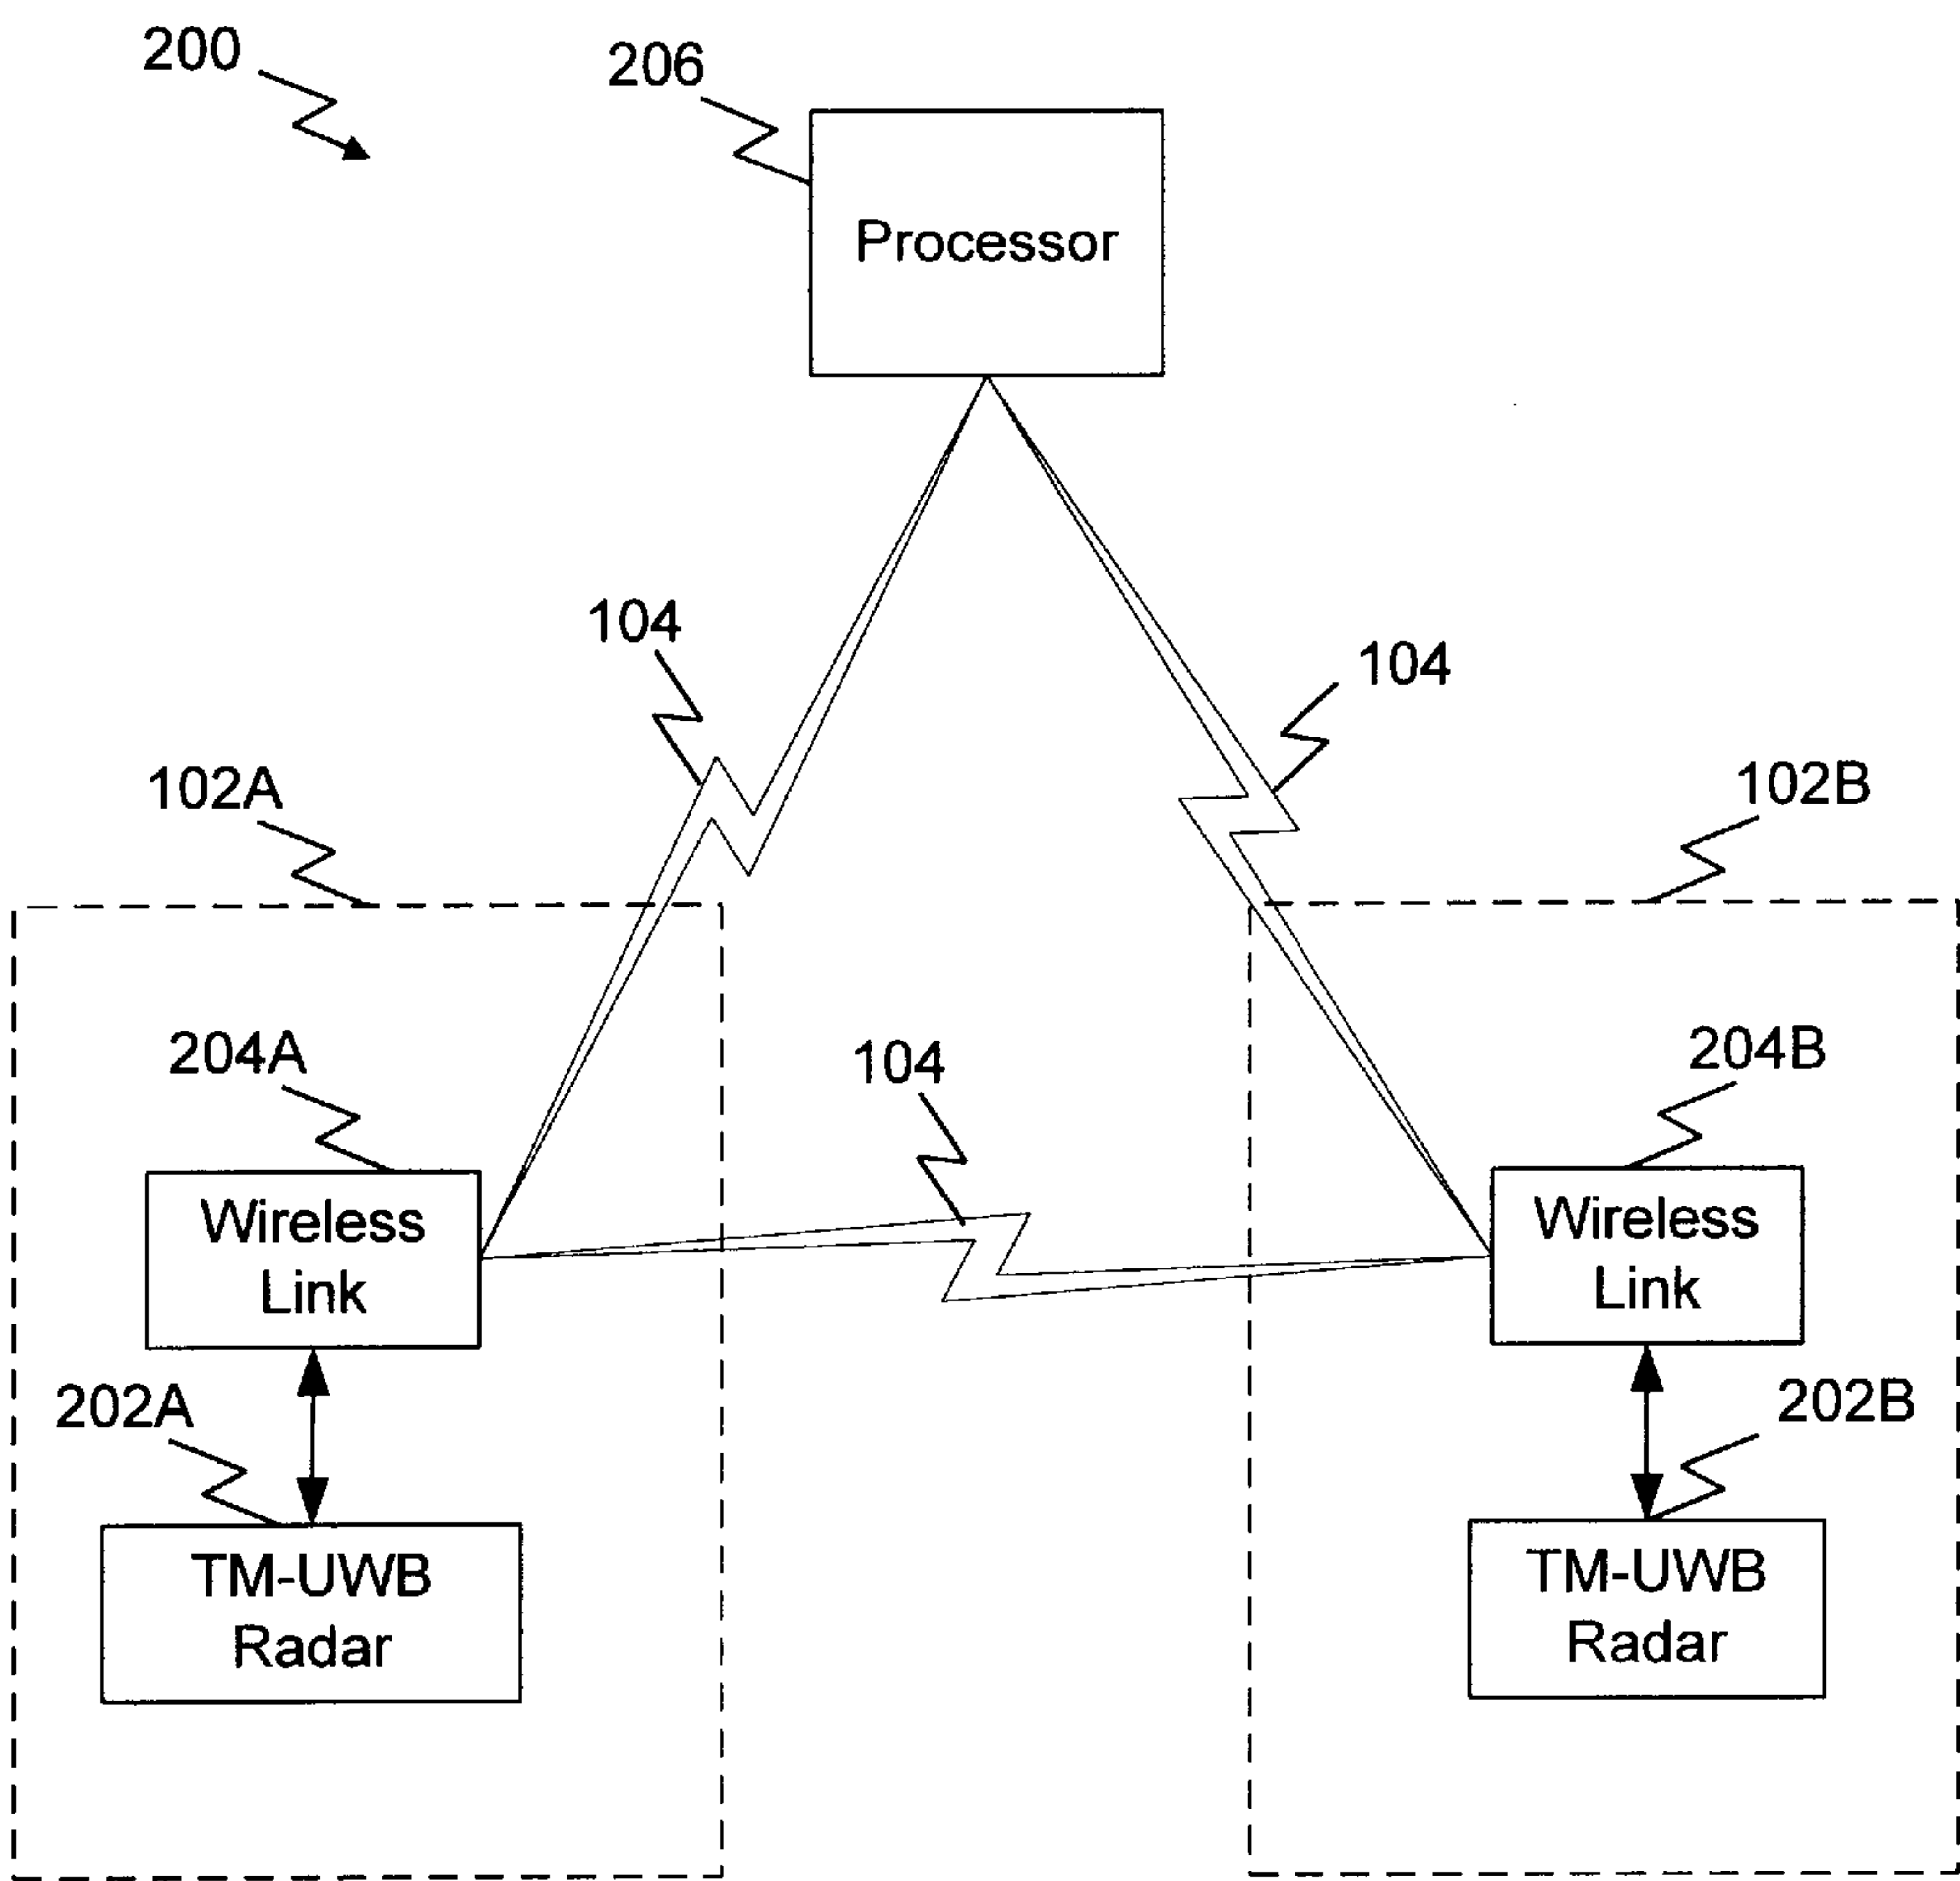 200
206
Processor
104
104
102A
102B
204A
104
204B
Wireless
Link
Wireless
Link
202A
202B
TM-UWB
Radar
TM-UWB
Radar